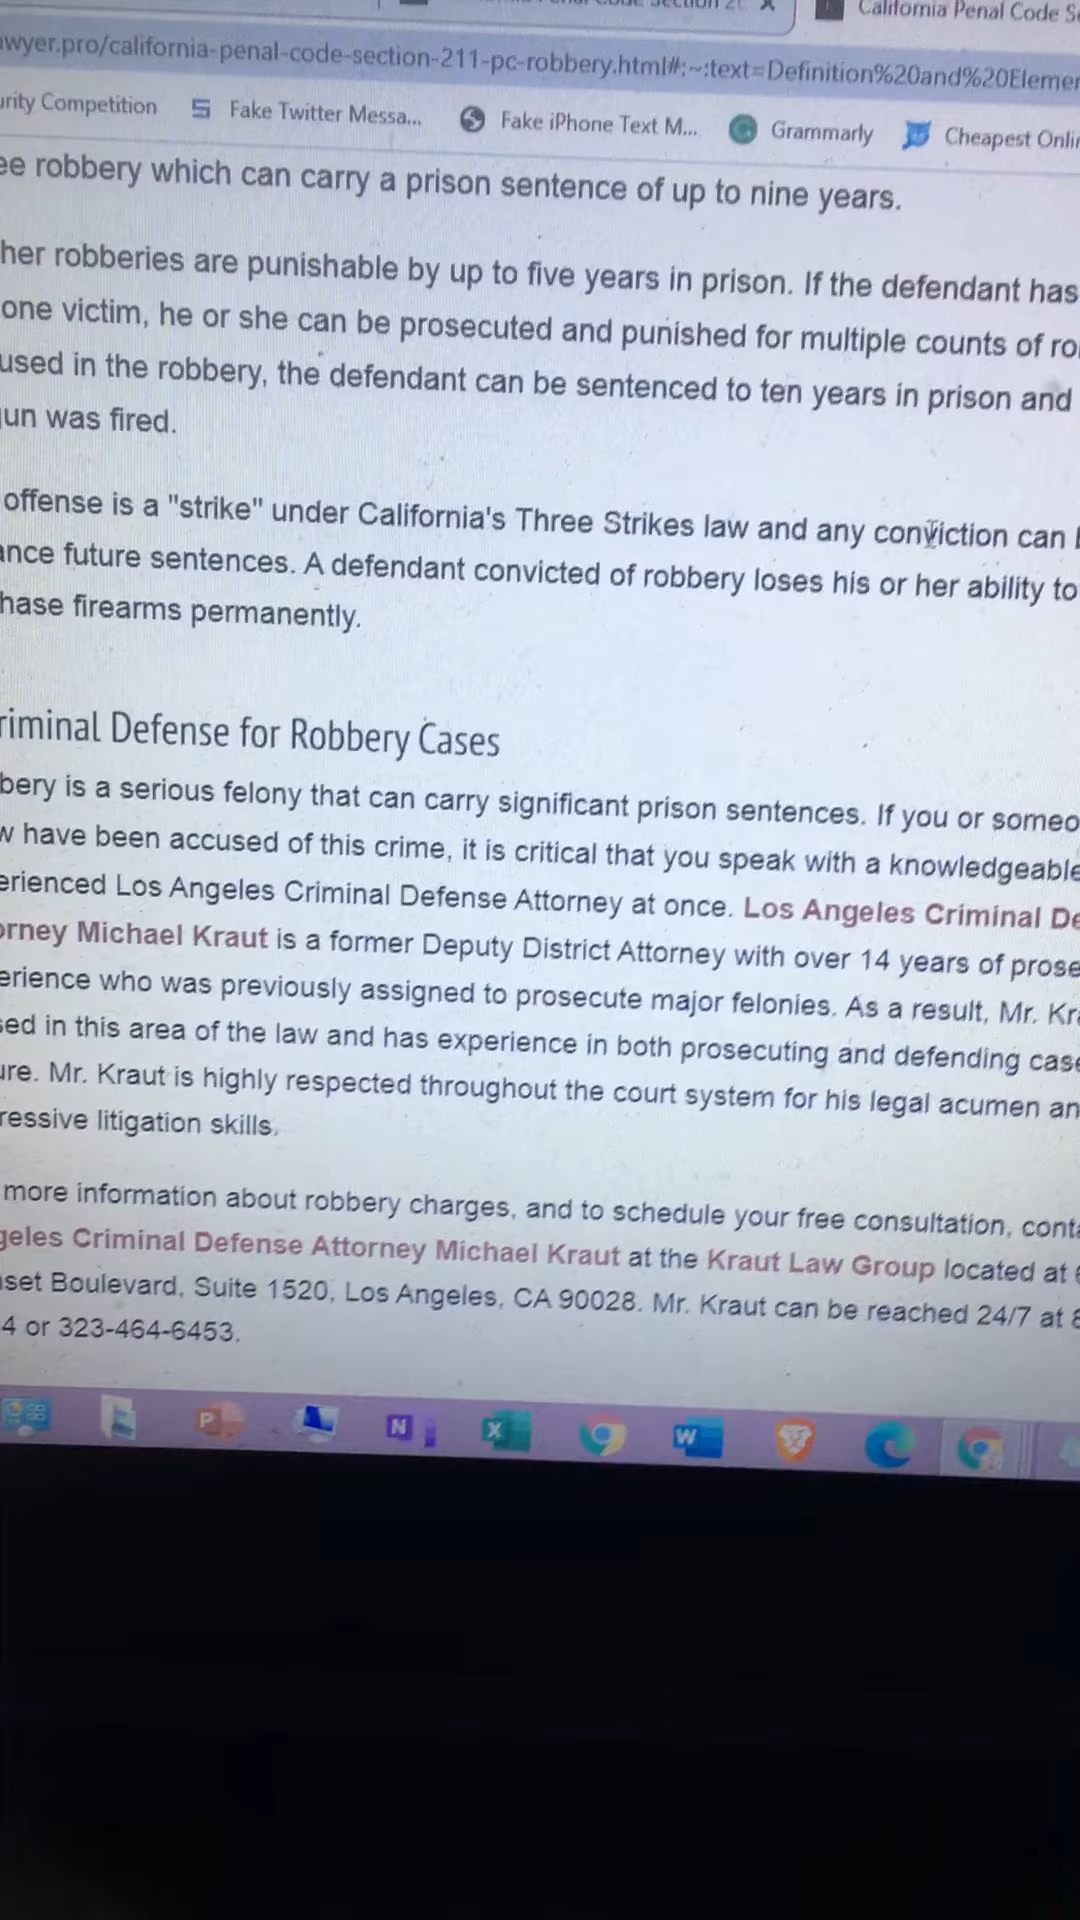 California Penal Code S
wyer.pro/california-penal-code-section-211-pc-robbery.html#:~:text=Definition%20and%20Elemer
urity Competition Fake Twitter Messa... Fake iPhone Text M... Grammarly Cheapest Onlin
ee robbery which can carry a prison sentence of up to nine years.
her robberies are punishable by up to five years in prison. If the defendant has
one victim, he or she can be prosecuted and punished for multiple counts of ro
used in the robbery, the defendant can be sentenced to ten years in prison and
gun was fired.
offense is a "strike" under California's Three Strikes law and any conviction can b
ance future sentences. A defendant convicted of robbery loses his or her ability to
hase firearms permanently.
riminal Defense for Robbery Cases
bery is a serious felony that can carry significant prison sentences. If you or someo
w have been accused of this crime, it is critical that you speak with a knowledgeable
erienced Los Angeles Criminal Defense Attorney at once. Los Angeles Criminal De
orney Michael Kraut is a former Deputy District Attorney with over 14 years of prose
erience who was previously assigned to prosecute major felonies. As a result, Mr. Kra
sed in this area of the law and has experience in both prosecuting and defending case
ure. Mr. Kraut is highly respected throughout the court system for his legal acumen an
ressive litigation skills.
more information about robbery charges, and to schedule your free consultation, conta
geles Criminal Defense Attorney Michael Kraut at the Kraut Law Group located at 6
nset Boulevard, Suite 1520, Los Angeles, CA 90028. Mr. Kraut can be reached 24/7 at 8
4 or 323-464-6453.
P N X W